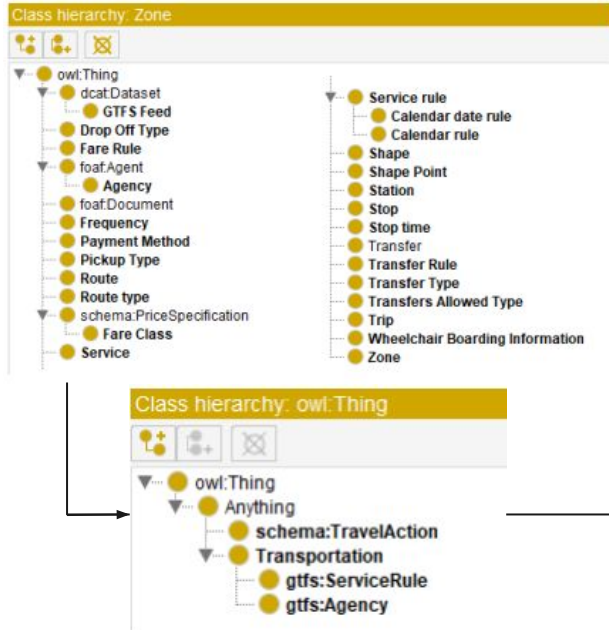 Class hierarchy: Zone
owl:Thing
dcat:Dataset
GTFS Feed
Drop Off Type
Fare Rule
foaf:Agent
Agency
foaf:Document
Frequency
Payment Method
Pickup Type
Route
Route type
schema:PriceSpecification
Fare Class
Service
Service rule
Calendar date rule
Calendar rule
Shape
Shape Point
Station
Stop
Stop time
Transfer
Transfer Rule
Transfer Type
Transfers Allowed Type
Trip
Wheelchair Boarding Information
Zone
Class hierarchy: owl:Thing
owl:Thing
Anything
schema:TravelAction
Transportation
gtfs:ServiceRule
gtfs:Agency